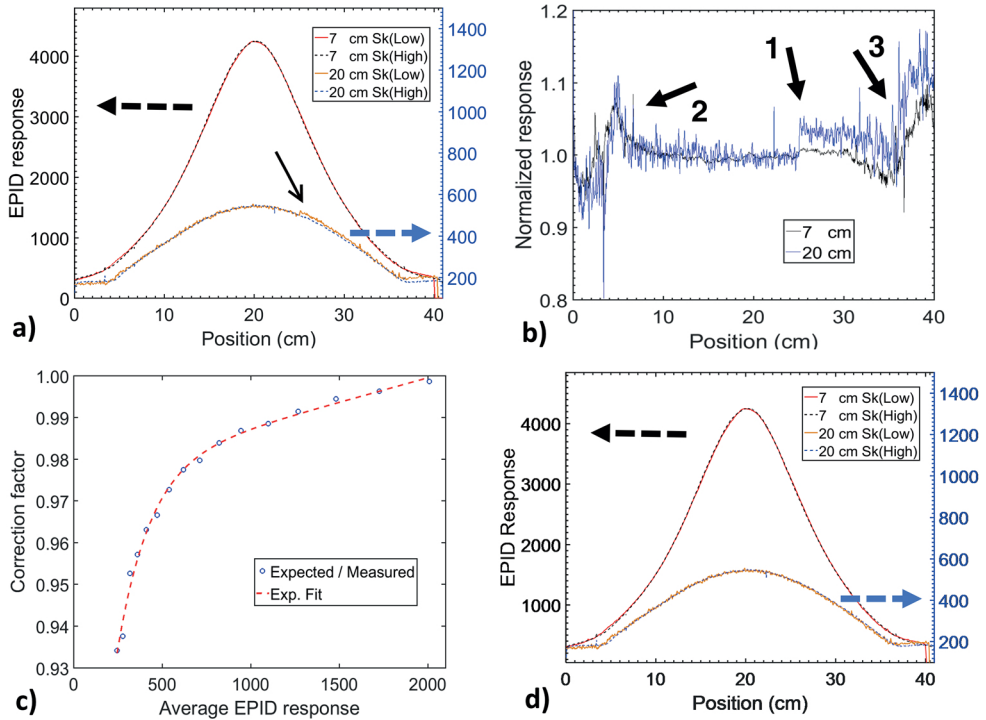 7 cm Sk(Low)
7 cm Sk(High)
20 cm Sk(Low)
20 cm Sk(High)
EPID response
4000
3000
2000
1000
0
1400
1200
1000
800
600
400
200
0 10 20 30 40
Position (cm)
a)
1.2
1.1
1.0
0.9
0.8
Normalized response
1
2
3
7 cm
20 cm
0 10 20 30 40
Position (cm)
b)
1.00
0.99
0.98
0.97
0.96
0.95
0.94
0.93
Correction factor
Expected / Measured
Exp. Fit
0 500 1000 1500 2000
Average EPID response
c)
7 cm Sk(Low)
7 cm Sk(High)
20 cm Sk(Low)
20 cm Sk(High)
EPID Response
4000
3000
2000
1000
1400
1200
1000
800
600
400
200
0 10 20 30 40
Position (cm)
d)